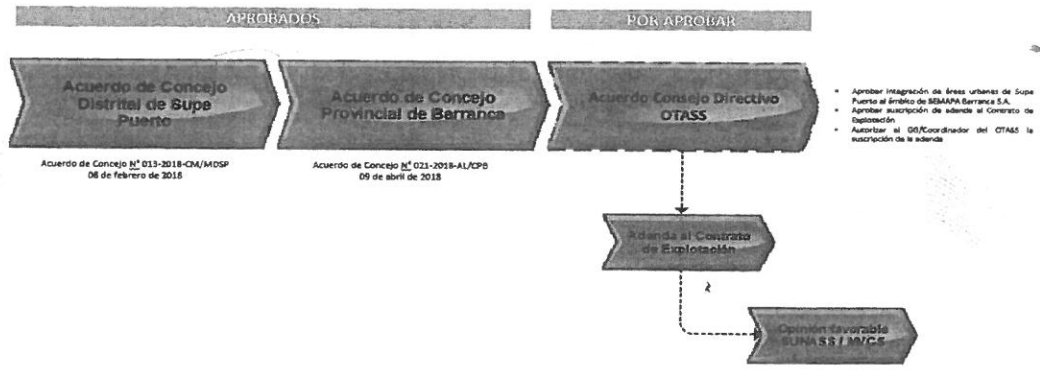 APROBADOS
POR APROBAR
Acuerdo de Concejo
Distrital de Supe
Puerto
Acuerdo de Concejo
Provincial de Barranca
Acuerdo Consejo Directivo
OTASS
• Aprobar integración de áreas urbanas de Supe
Puerto al ámbito de SEMAPA Barranca S.A.
• Aprobar suscripción de adenda al Contrato de
Explotación
• Autorizar al GG/Coordinador del OTASS la
suscripción de la adenda
Acuerdo de Concejo N° 013-2018-CM/MDSP
08 de febrero de 2018
Acuerdo de Concejo N° 021-2018-AL/CPB
09 de abril de 2018
Adenda al Contrato
de Explotación
Opinión favorable
SUNASS / MVCS